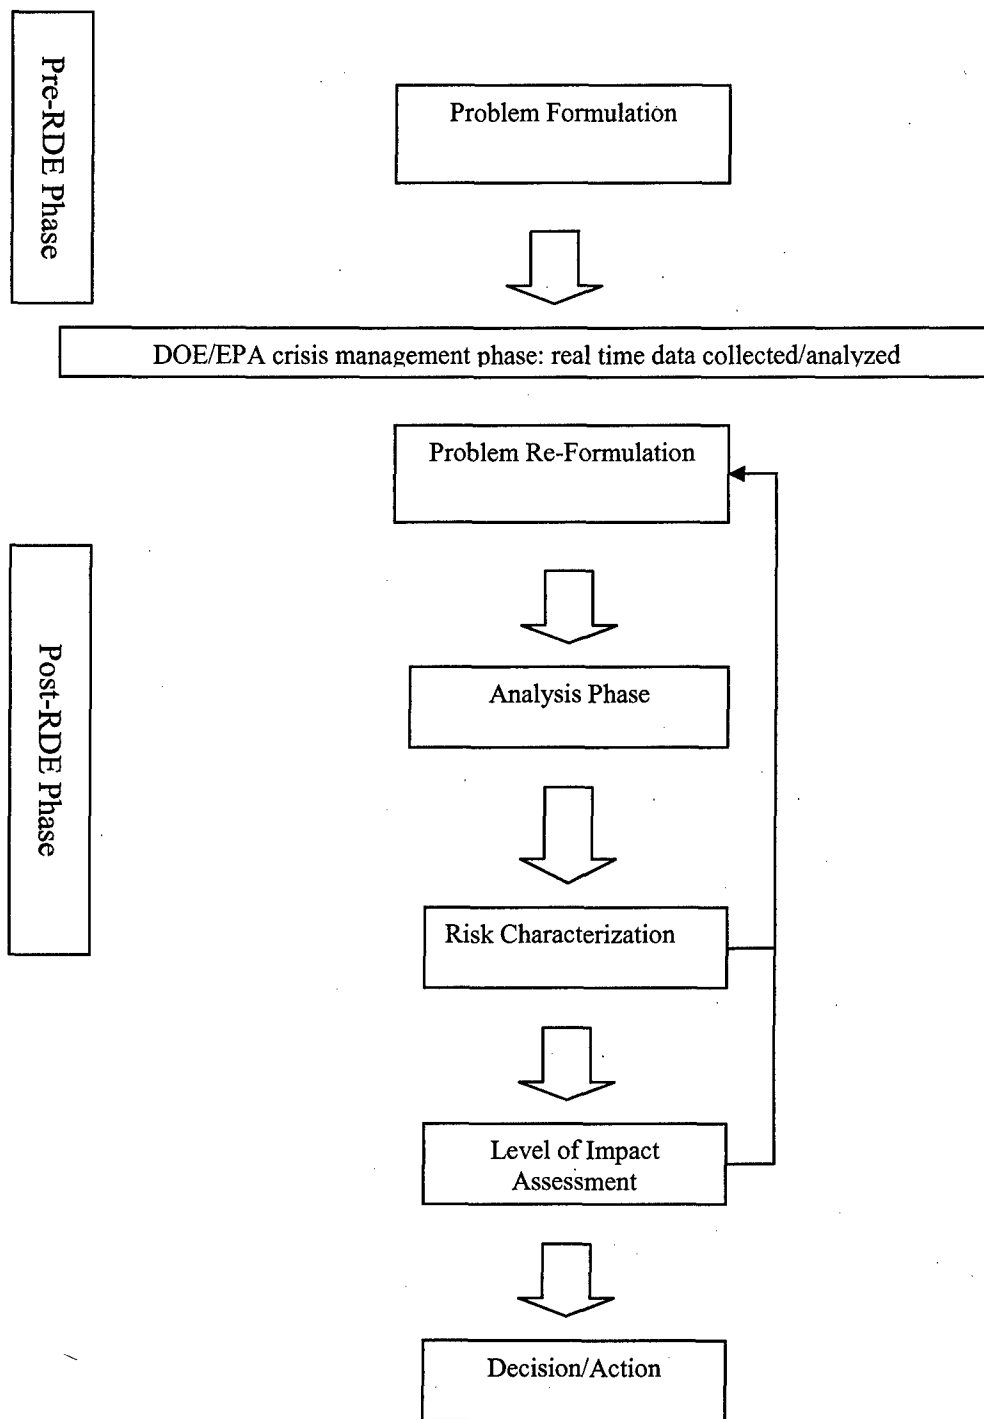 Pre-RDE Phase
Problem Formulation
DOE/EPA crisis management phase: real time data collected/analyzed
Problem Re-Formulation
Post-RDE Phase
Analysis Phase
Risk Characterization
Level of Impact
Assessment
Decision/Action